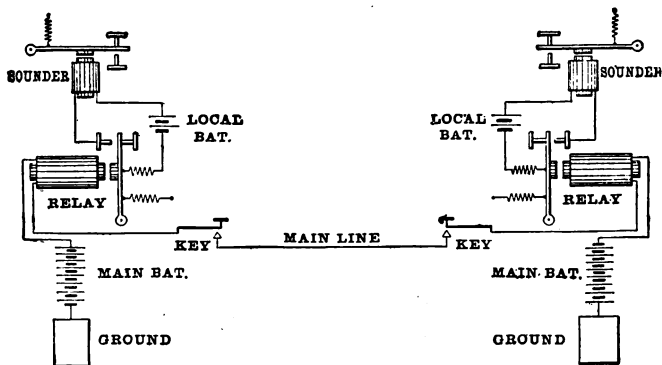 SOUNDER
LOCAL
BAT.
RELAY
KEY
MAIN BAT.
GROUND
MAIN LINE
SOUNDER
LOCAL
BAT.
RELAY
KEY
MAIN BAT.
GROUND